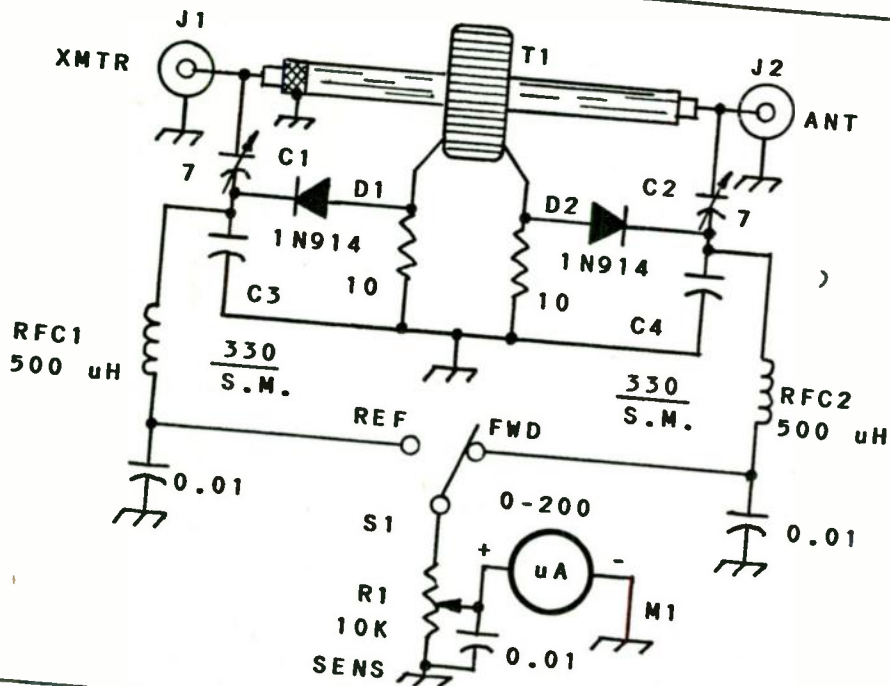 J1
XMTR
T1
J2
ANT
C1
7
D1
1N914
10
C3
330
S.M.
RFC1
500 uH
C2
7
D2
1N914
10
C4
330
S.M.
RFC2
500 uH
REF
FWD
0.01
S1
0-200
0.01
+
uA
-
R1
10K
M1
0.01
SENS